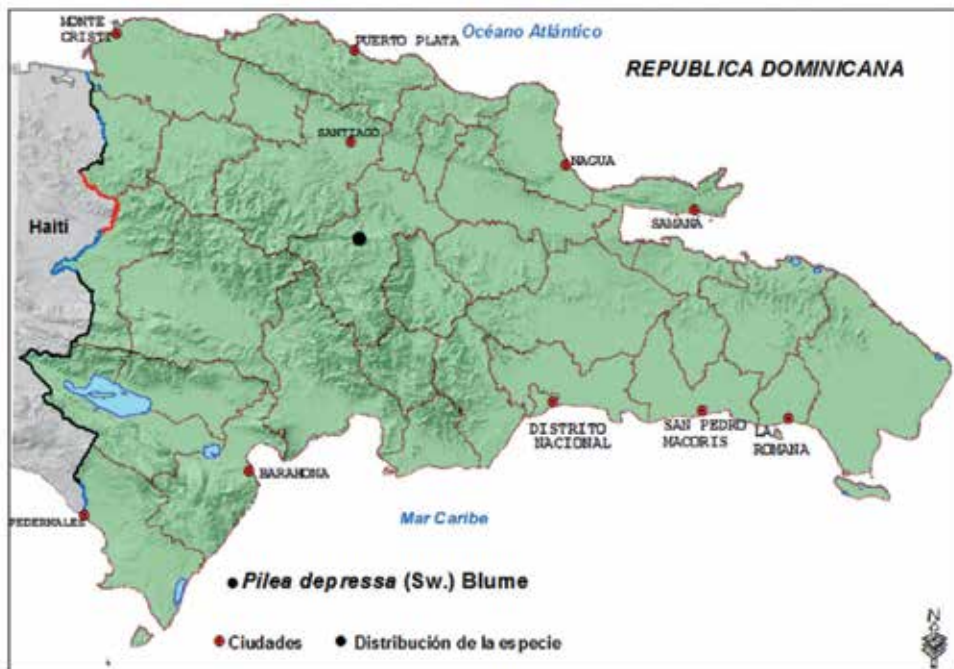 MONTE
CRISTI
PUERTO PLATA
Océano Atlántico
REPUBLICA DOMINICANA
SANTIAGO
NAGUA
SAMANA
Haití
DISTRITO
NACIONAL
SAN PEDRO
MACORIS
LA
ROMANA
BARAHONA
PEDERNALES
Mar Caribe
Pilea depressa (Sw.) Blume
Ciudades
Distribución de la especie
N